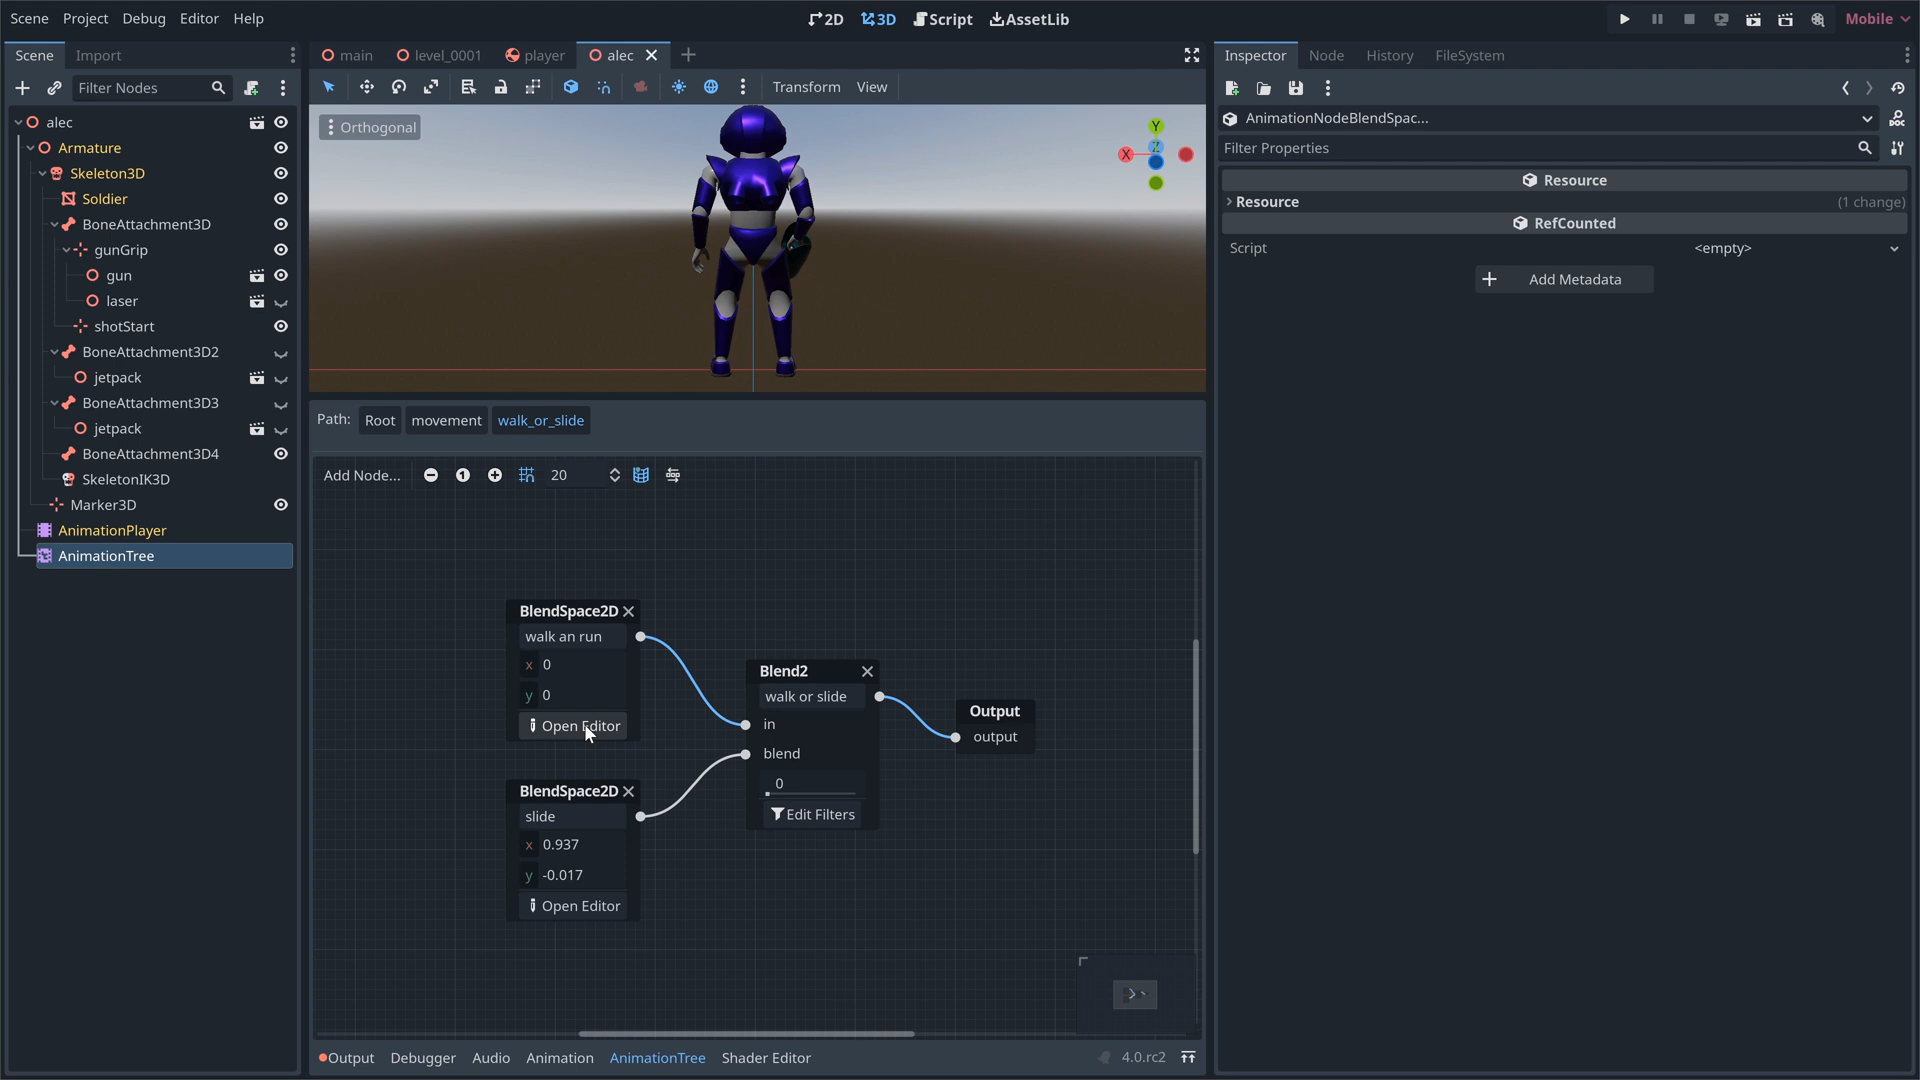 Scene Project Debug Editor Help
2D 3D Script AssetLib
Mobile
Scene Import
Filter Nodes
alec
Armature
Skeleton3D
Soldier
BoneAttachment3D
gunGrip
gun
laser
shotStart
BoneAttachment3D2
jetpack
BoneAttachment3D3
jetpack
BoneAttachment3D4
SkeletonIK3D
Marker3D
AnimationPlayer
AnimationTree
main level_0001 player alec
Transform View
Orthogonal
Y
X
Z
Path: Root movement walk_or_slide
Add Node... 1 20
BlendSpace2D
walk an run
x 0
y 0
Open Editor
BlendSpace2D
slide
x 0.937
y -0.017
Open Editor
Blend2
walk or slide
in
blend
0
Edit Filters
Output
output
Output Debugger Audio Animation AnimationTree Shader Editor 4.0.rc2
Inspector Node History FileSystem
AnimationNodeBlendSpac...
DOC
Filter Properties
Resource
Resource (1 change)
RefCounted
Script <empty>
Add Metadata